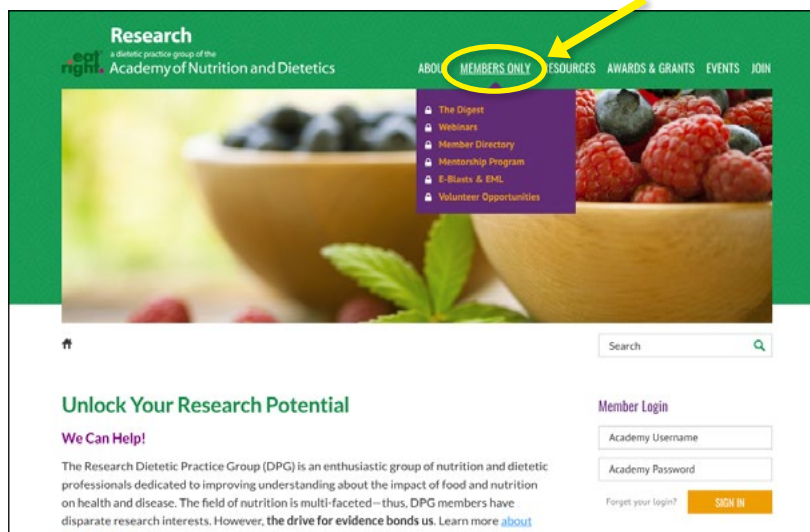 Research
a dietetic practice group of the
eat right. Academy of Nutrition and Dietetics
ABOU MEMBERS ONLY ESOURCES AWARDS & GRANTS EVENTS JOIN
The Digest
Webinars
Member Directory
Mentorship Program
E-Blasts & EML
Volunteer Opportunities
Search
Unlock Your Research Potential
Member Login
We Can Help!
Academy Username
The Research Dietetic Practice Group (DPG) is an enthusiastic group of nutrition and dietetic
Academy Password
professionals dedicated to improving understanding about the impact of food and nutrition
on health and disease. The field of nutrition is multi-faceted—thus, DPG members have
Forget your login? SIGN IN
disparate research interests. However, the drive for evidence bonds us. Learn more about